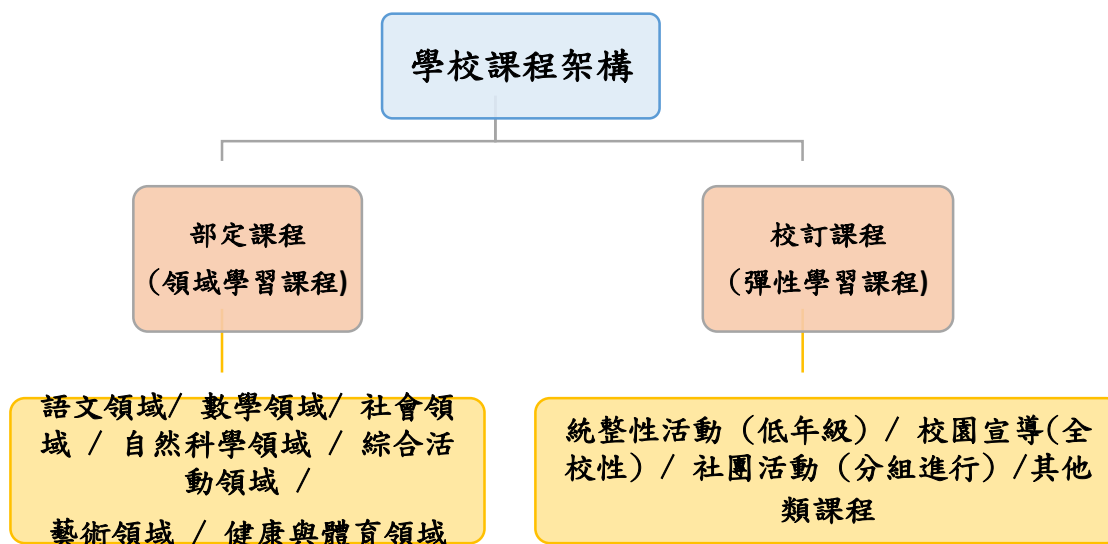 學校課程架構
部定課程
(領域學習課程)
校訂課程
(彈性學習課程)
語文領域/ 數學領域/ 社會領
域 / 自然科學領域 / 綜合活
動領域 /
藝術領域 / 健康與體育領域
統整性活動 (低年級) / 校園宣導(全
校性) / 社團活動 (分組進行) /其他
類課程